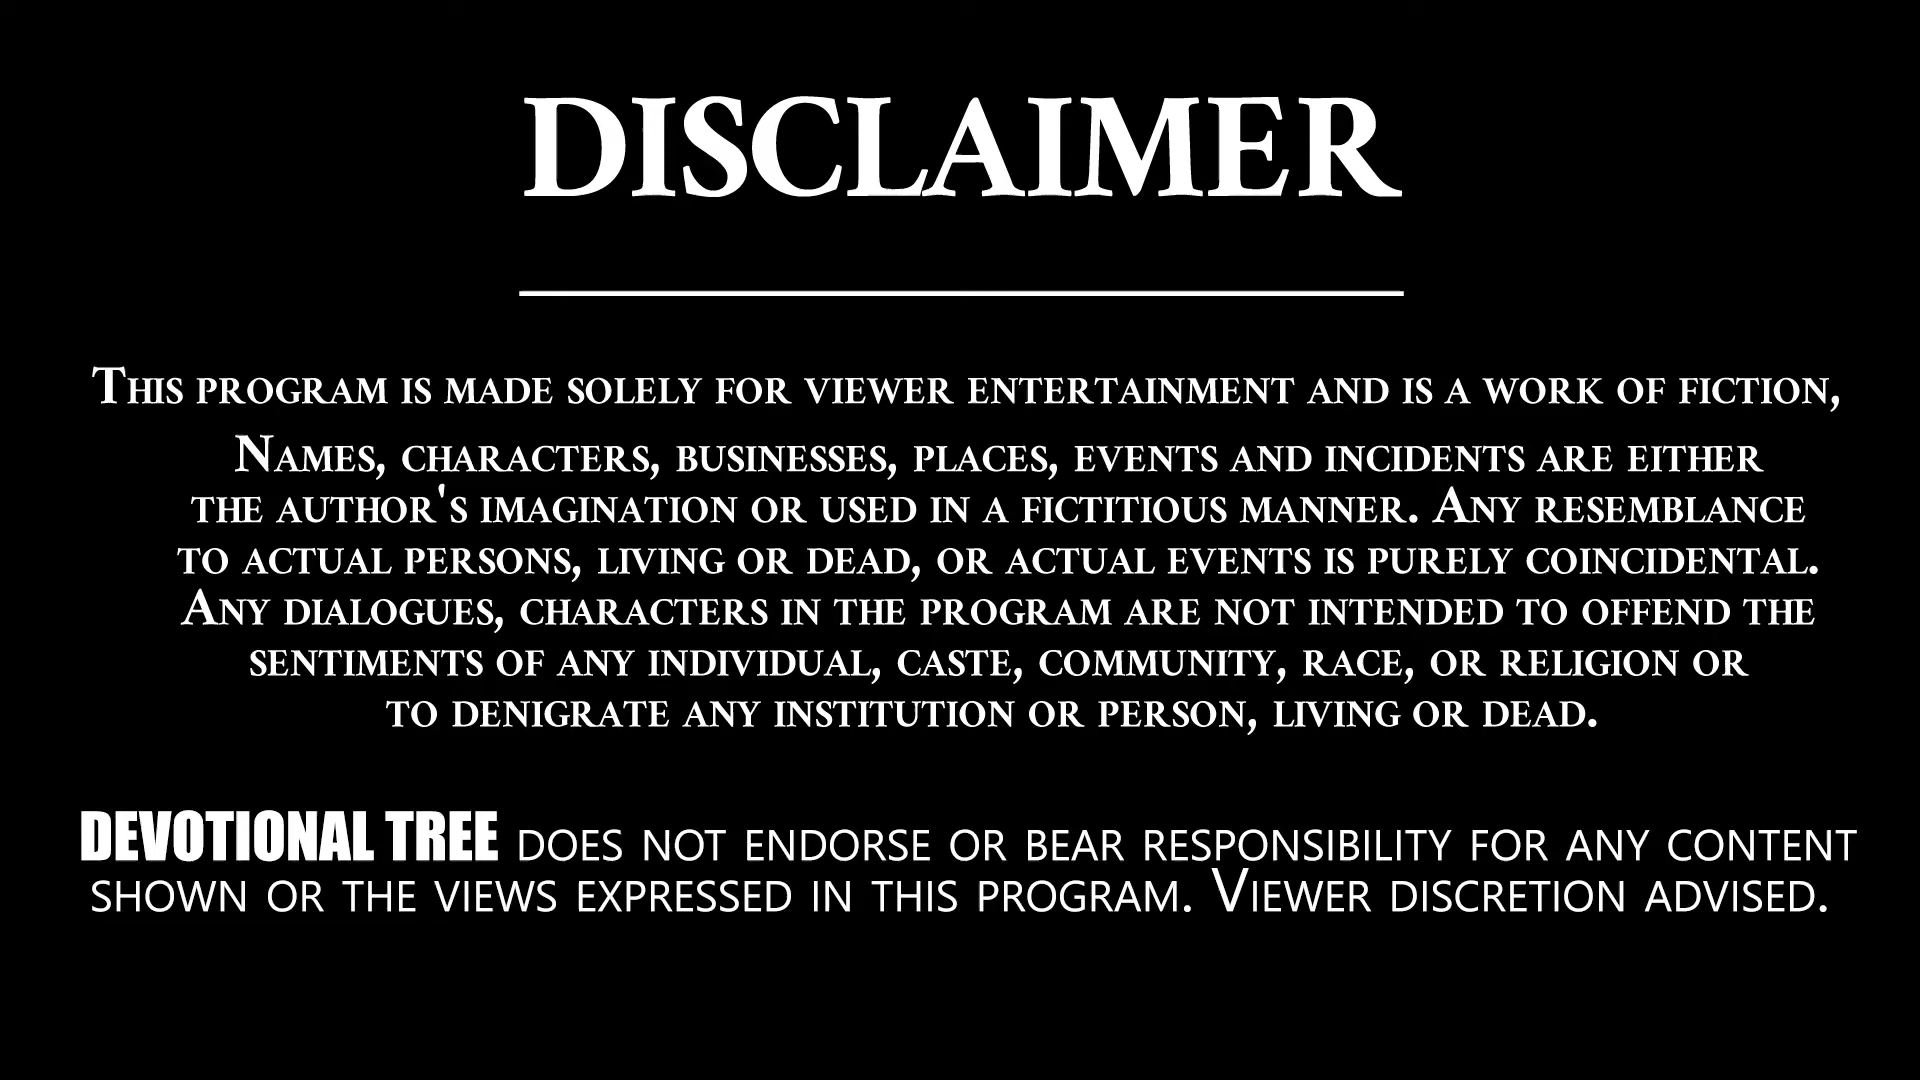 DISCLAIMER
This program is made solely for viewer entertainment and is a work of fiction,
Names, characters, businesses, places, events and incidents are either
the author's imagination or used in a fictitious manner. Any resemblance
to actual persons, living or dead, or actual events is purely coincidental.
Any dialogues, characters in the program are not intended to offend the
sentiments of any individual, caste, community, race, or religion or
to denigrate any institution or person, living or dead.
DEVOTIONAL TREE does not endorse or bear responsibility for any content
shown or the views expressed in this program. Viewer discretion advised.